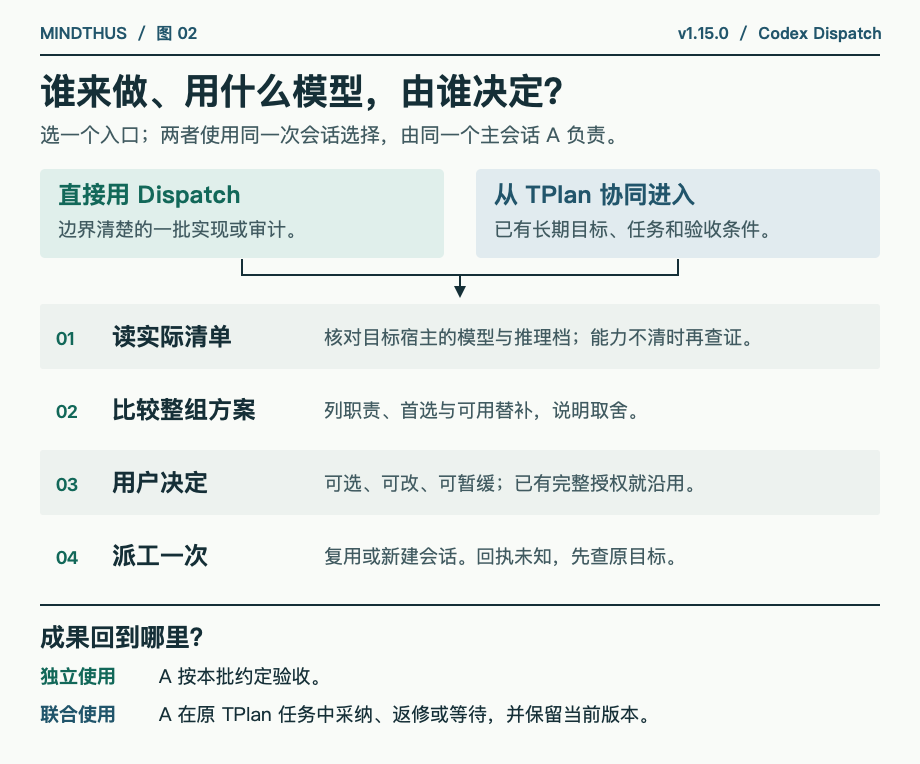 MINDTHUS / 图 02
v1.15.0 / Codex Dispatch
谁来做、用什么模型，由谁决定？
选一个入口；两者使用同一次会话选择，由同一个主会话 A 负责。
直接用 Dispatch
边界清楚的一批实现或审计。
从 TPlan 协同进入
已有长期目标、任务和验收条件。
01 读实际清单 核对目标宿主的模型与推理档；能力不清时再查证。
02 比较整组方案 列职责、首选与可用替补，说明取舍。
03 用户决定 可选、可改、可暂缓；已有完整授权就沿用。
04 派工一次 复用或新建会话。回执未知，先查原目标。
成果回到哪里？
独立使用 A 按本批约定验收。
联合使用 A 在原 TPlan 任务中采纳、返修或等待，并保留当前版本。